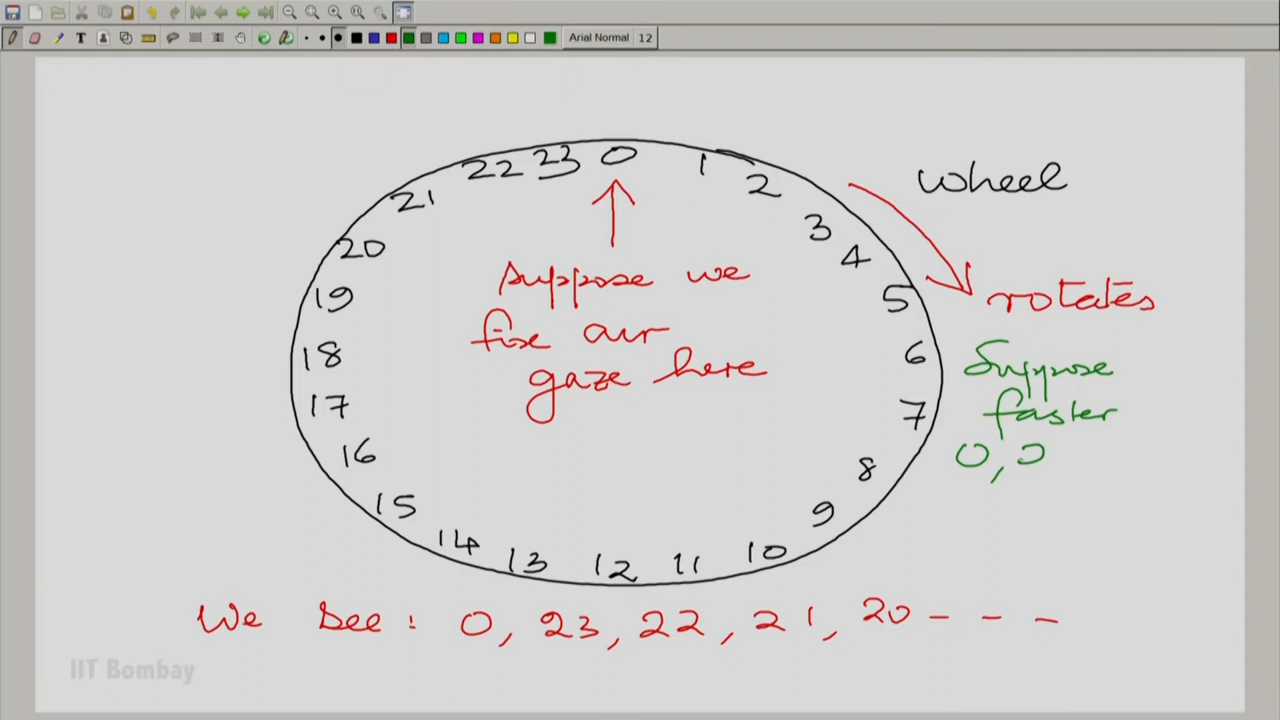 Arial Normal 12
22 23 0 1 2
21 3
20 4
19 5
18 6
17 7
16 8
15 9
14 13 12 11 10
wheel
rotates
Suppose we
fix our
gaze here
Suppose
faster
0, 0
We see : 0, 23, 22, 21, 20 - - -
IIT Bombay